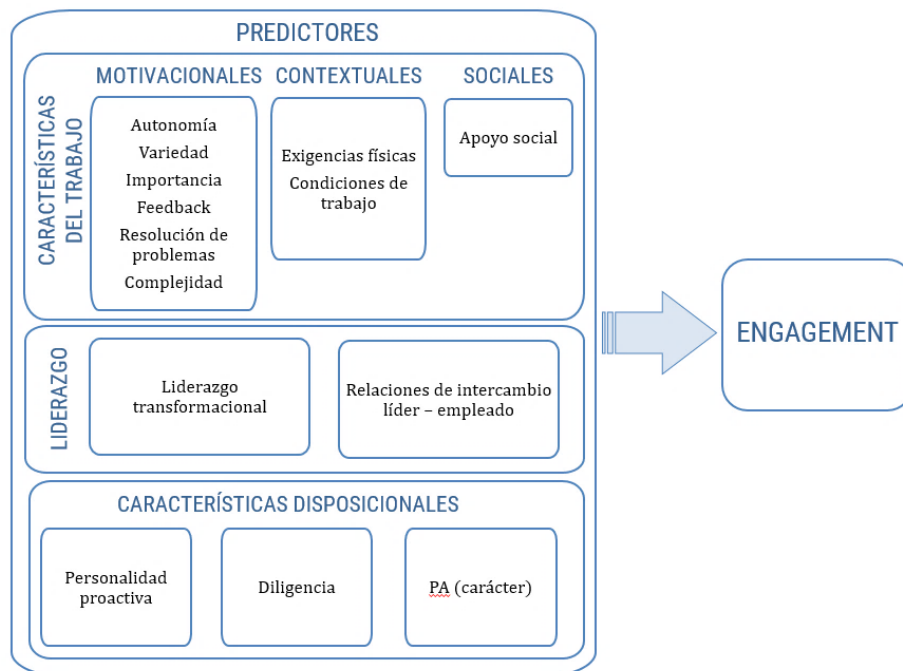 PREDICTORES
CARACTERÍSTICAS
DEL TRABAJO
MOTIVACIONALES
Autonomía
Variedad
Importancia
Feedback
Resolución de
problemas
Complejidad
CONTEXTUALES
Exigencias físicas
Condiciones de
trabajo
SOCIALES
Apoyo social
LIDERAZGO
Liderazgo
transformacional
Relaciones de intercambio
líder – empleado
CARACTERÍSTICAS DISPOSICIONALES
Personalidad
proactiva
Diligencia
PA (carácter)
ENGAGEMENT